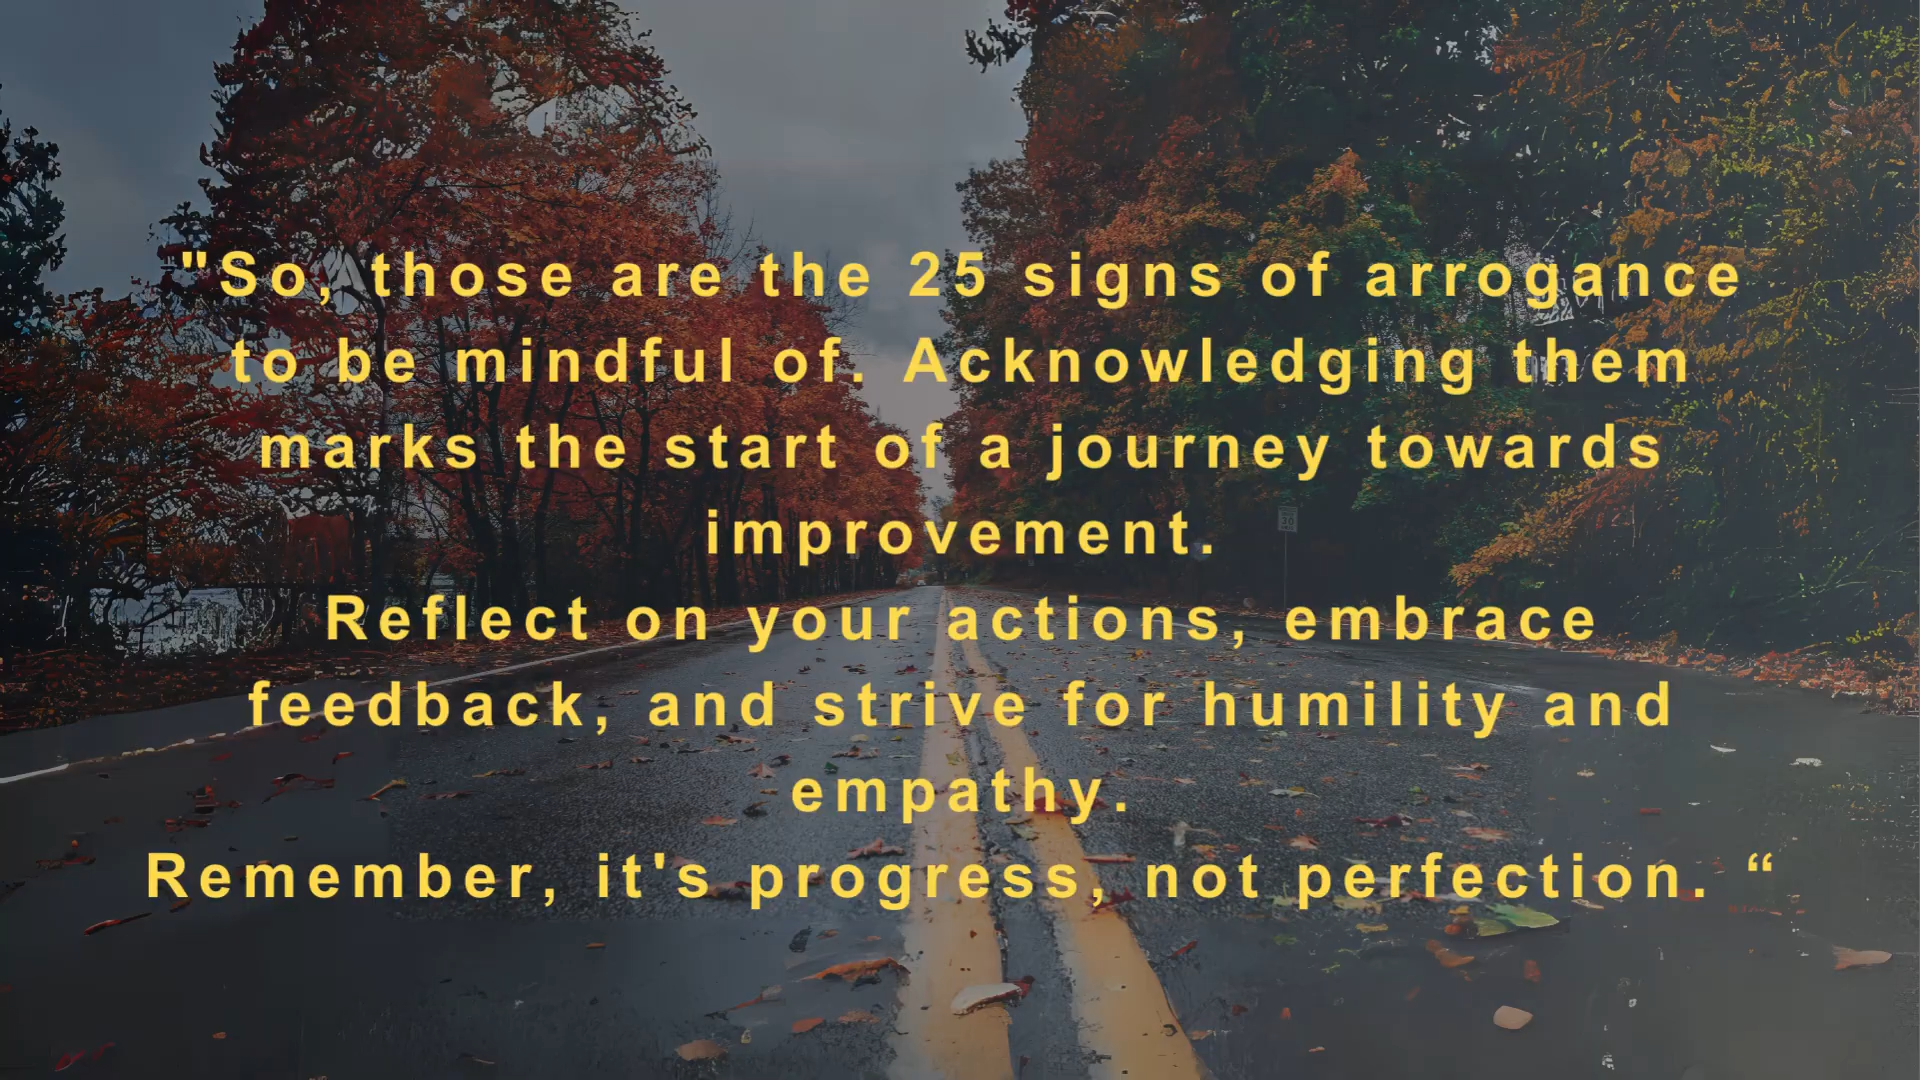 "So, those are the 25 signs of arrogance
to be mindful of. Acknowledging them
marks the start of a journey towards
improvement.
Reflect on your actions, embrace
feedback, and strive for humility and
empathy.
Remember, it's progress, not perfection. “
30